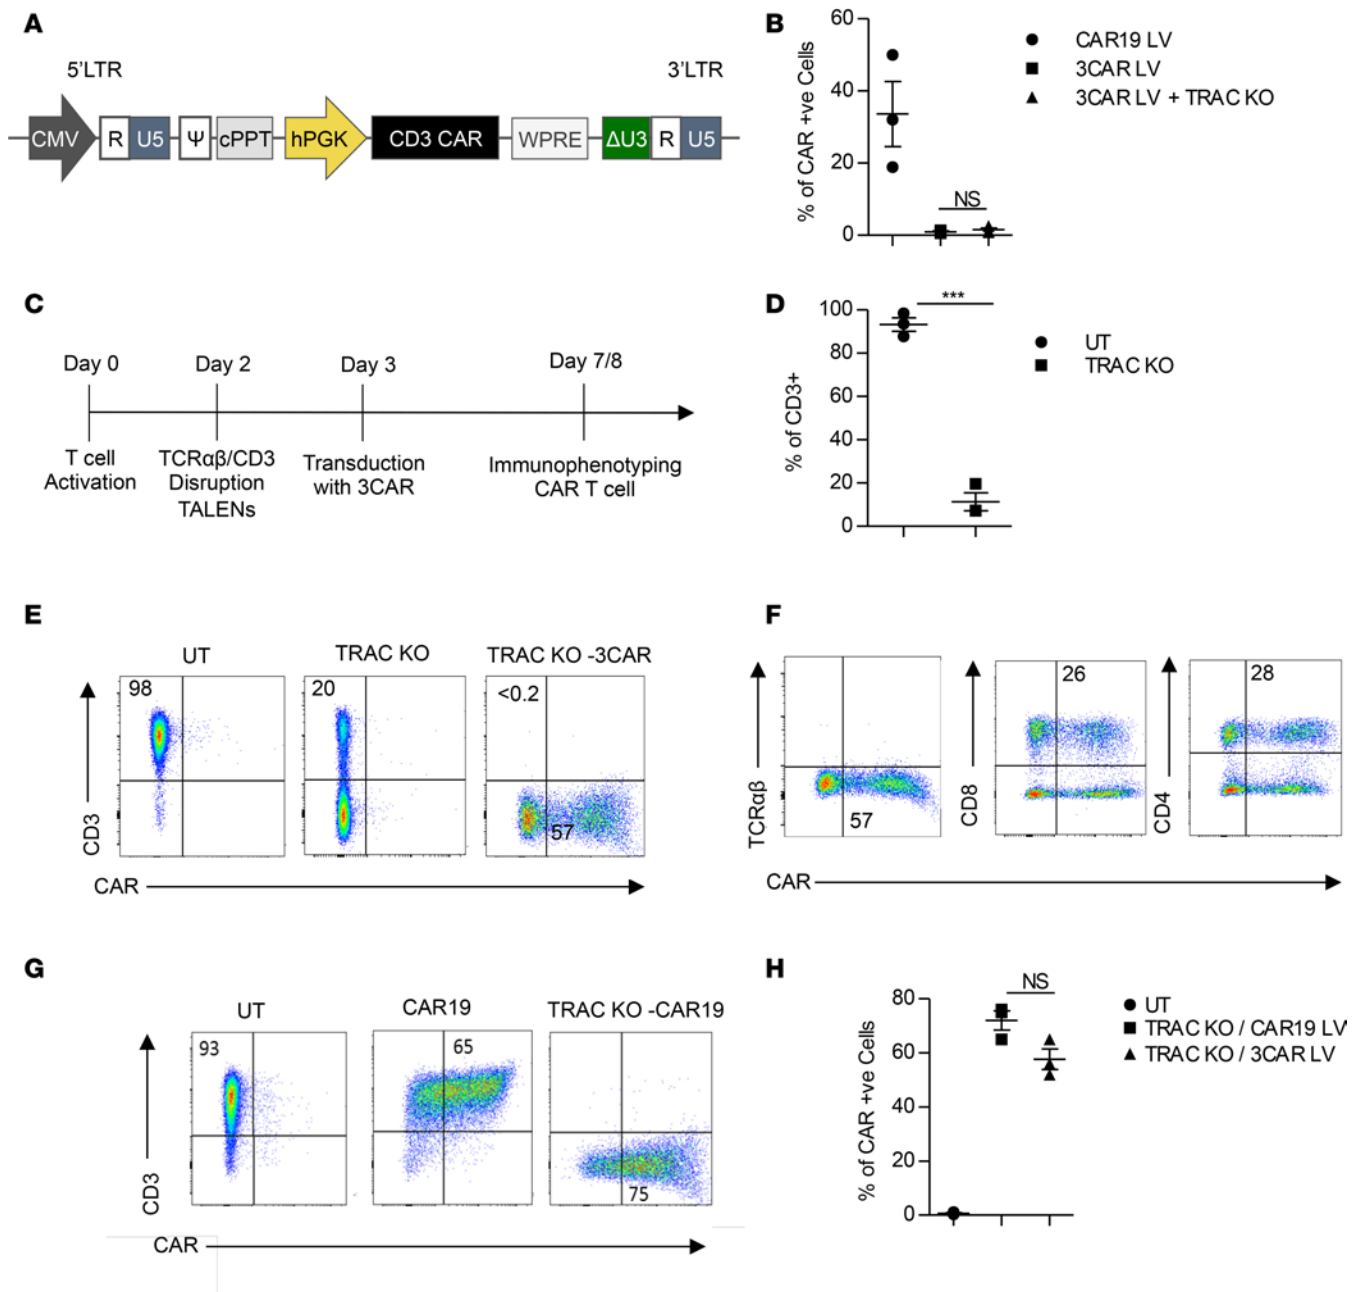 A
5'LTR
3'LTR
CMV R U5 Ψ cPPT hPGK CD3 CAR WPRE ΔU3 R U5
B
% of CAR +ve Cells
60
40
20
0
NS
CAR19 LV
3CAR LV
3CAR LV + TRAC KO
C
Day 0
Day 2
Day 3
Day 7/8
T cell
Activation
TCRαβ/CD3
Disruption
TALENs
Transduction
with 3CAR
Immunophenotyping
CAR T cell
D
% of CD3+
100
80
60
40
20
0
***
UT
TRAC KO
E
UT
TRAC KO
TRAC KO -3CAR
98
20
<0.2
57
CD3
CAR
F
TCRαβ
57
CD8
26
CD4
28
CAR
G
UT
CAR19
TRAC KO -CAR19
93
65
75
CD3
CAR
H
% of CAR +ve Cells
80
60
40
20
0
NS
UT
TRAC KO / CAR19 LV
TRAC KO / 3CAR LV